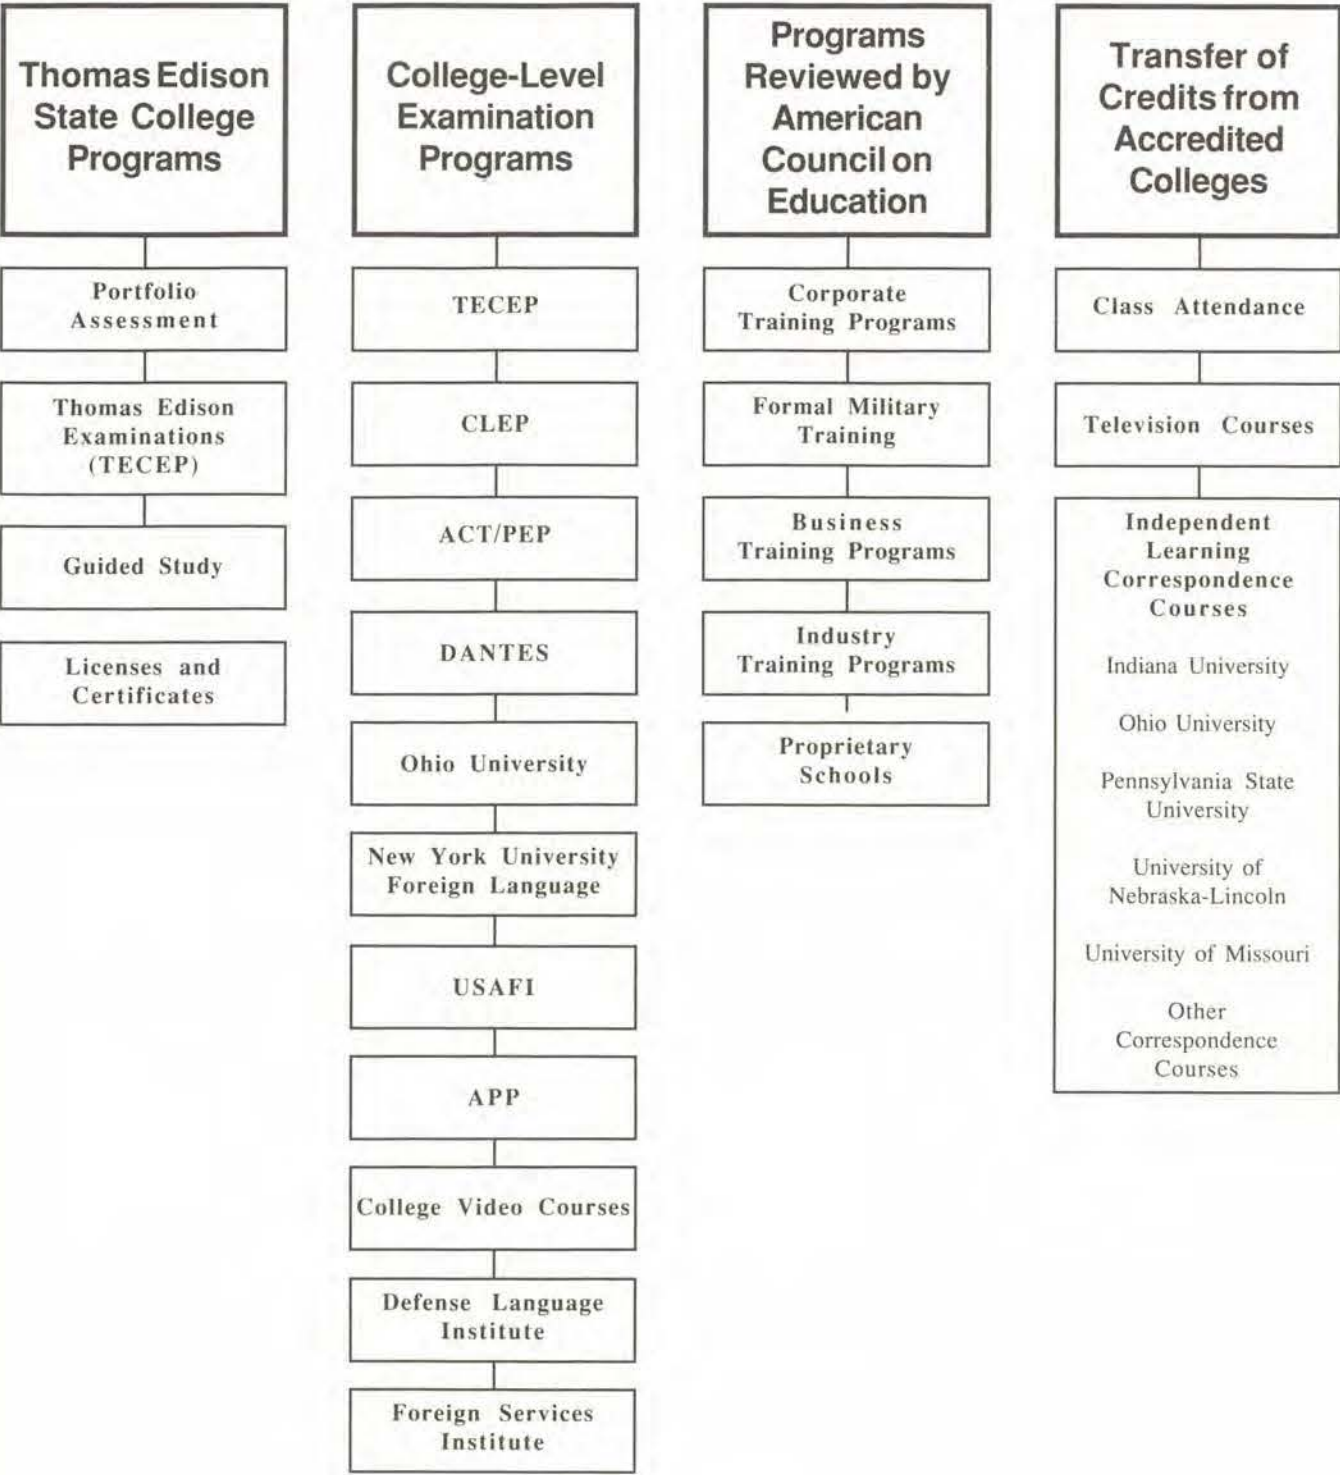 Thomas Edison
State College
Programs
Portfolio
Assessment
Thomas Edison
Examinations
(TECEP)
Guided Study
Licenses and
Certificates
College-Level
Examination
Programs
TECEP
CLEP
ACT/PEP
DANTES
Ohio University
New York University
Foreign Language
USAFI
APP
College Video Courses
Defense Language
Institute
Foreign Services
Institute
Programs
Reviewed by
American
Council on
Education
Corporate
Training Programs
Formal Military
Training
Business
Training Programs
Industry
Training Programs
Proprietary
Schools
Transfer of
Credits from
Accredited
Colleges
Class Attendance
Television Courses
Independent
Learning
Correspondence
Courses
Indiana University
Ohio University
Pennsylvania State
University
University of
Nebraska-Lincoln
University of Missouri
Other
Correspondence
Courses